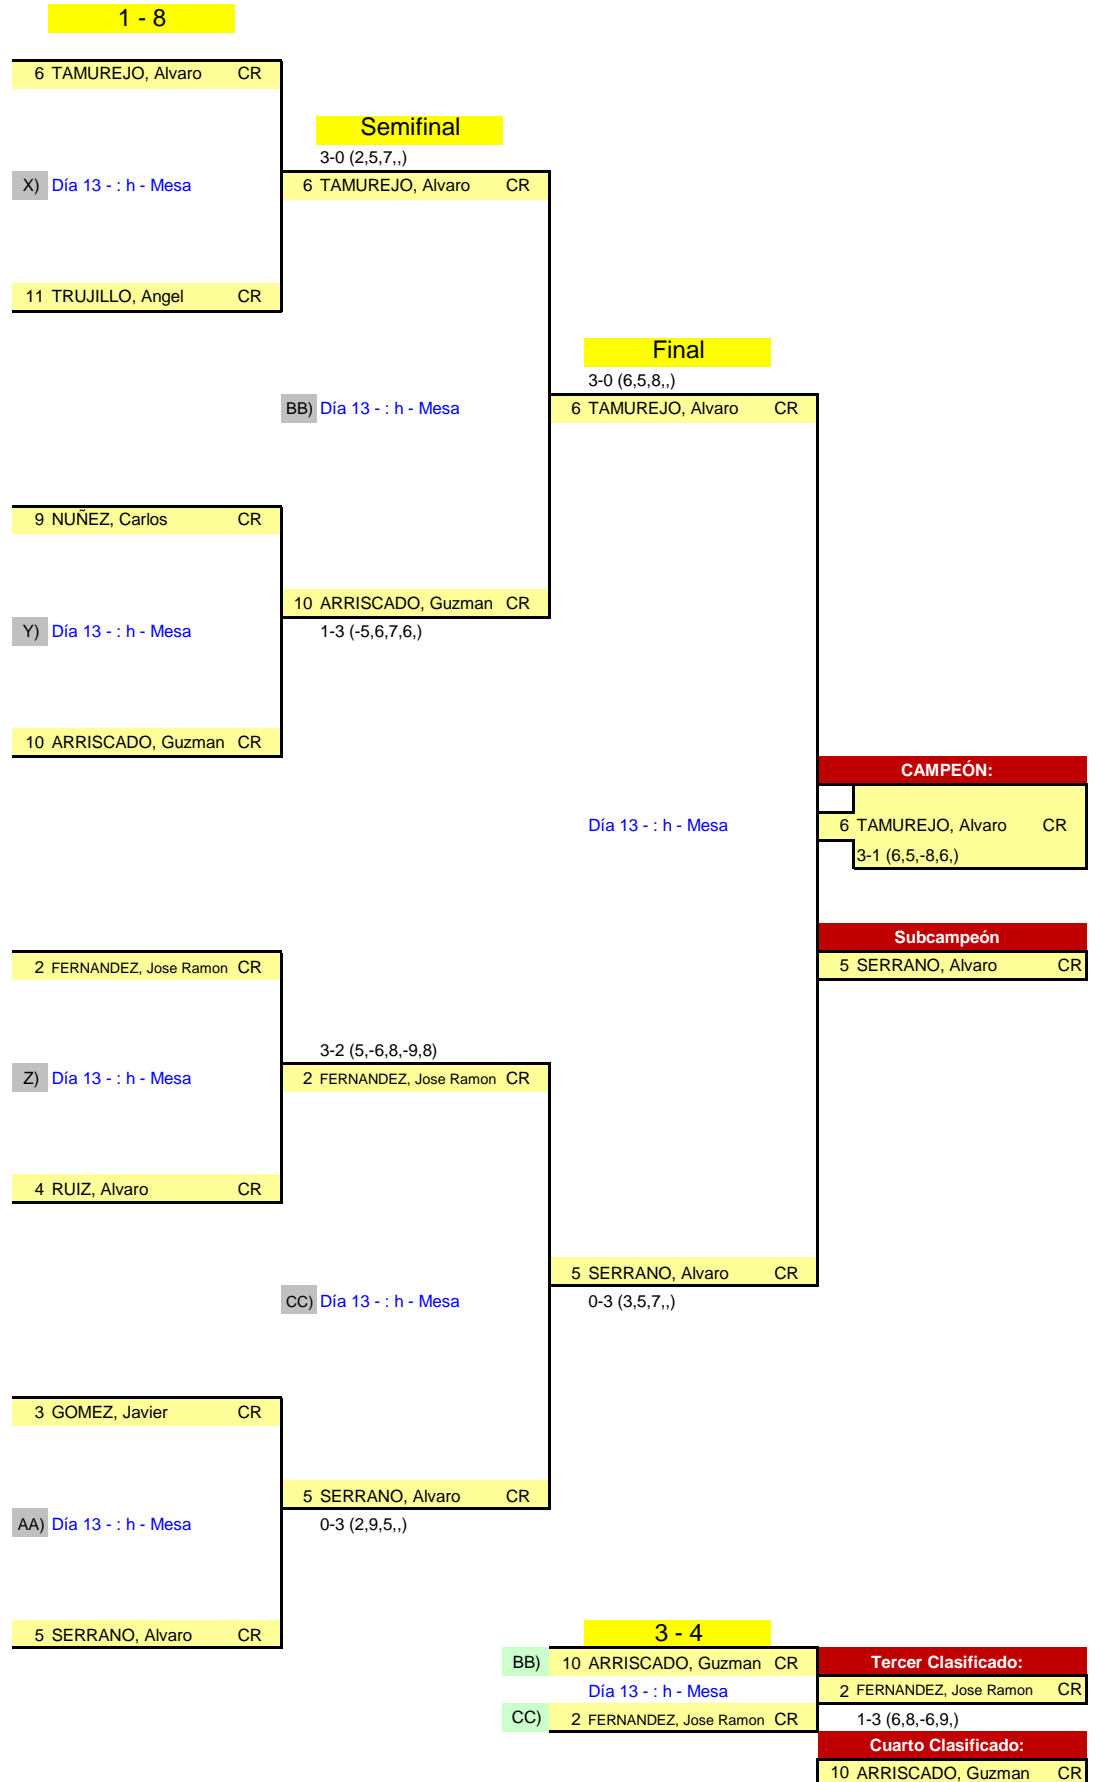 1 - 8
6 TAMUREJO, Alvaro CR
Semifinal
3-0 (2,5,7,,)
X) Día 13 - : h - Mesa
6 TAMUREJO, Alvaro CR
11 TRUJILLO, Angel CR
Final
3-0 (6,5,8,,)
BB) Día 13 - : h - Mesa
6 TAMUREJO, Alvaro CR
9 NUÑEZ, Carlos CR
10 ARRISCADO, Guzman CR
Y) Día 13 - : h - Mesa
1-3 (-5,6,7,6,)
10 ARRISCADO, Guzman CR
CAMPEÓN:
Día 13 - : h - Mesa
6 TAMUREJO, Alvaro CR
3-1 (6,5,-8,6,)
Subcampeón
2 FERNANDEZ, Jose Ramon CR
5 SERRANO, Alvaro CR
3-2 (5,-6,8,-9,8)
Z) Día 13 - : h - Mesa
2 FERNANDEZ, Jose Ramon CR
4 RUIZ, Alvaro CR
5 SERRANO, Alvaro CR
CC) Día 13 - : h - Mesa
0-3 (3,5,7,,)
3 GOMEZ, Javier CR
5 SERRANO, Alvaro CR
AA) Día 13 - : h - Mesa
0-3 (2,9,5,,)
5 SERRANO, Alvaro CR
3 - 4
BB) 10 ARRISCADO, Guzman CR
Tercer Clasificado:
Día 13 - : h - Mesa
2 FERNANDEZ, Jose Ramon CR
CC) 2 FERNANDEZ, Jose Ramon CR
1-3 (6,8,-6,9,)
Cuarto Clasificado:
10 ARRISCADO, Guzman CR